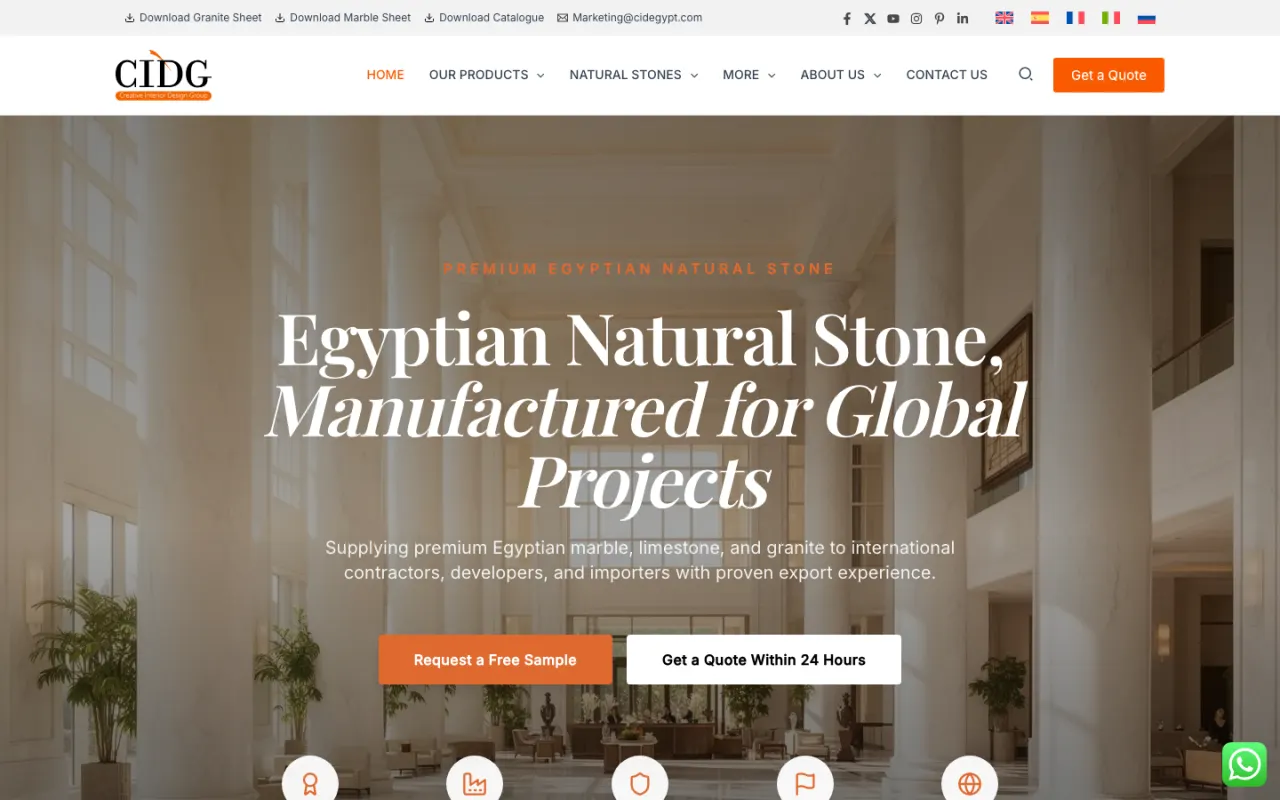 Download Granite Sheet Download Marble Sheet Download Catalogue Marketing@cidegypt.com
CIDG
Creative Interior Design Group
HOME OUR PRODUCTS NATURAL STONES MORE ABOUT US CONTACT US Get a Quote
PREMIUM EGYPTIAN NATURAL STONE
Egyptian Natural Stone,
Manufactured for Global
Projects
Supplying premium Egyptian marble, limestone, and granite to international
contractors, developers, and importers with proven export experience.
Request a Free Sample Get a Quote Within 24 Hours